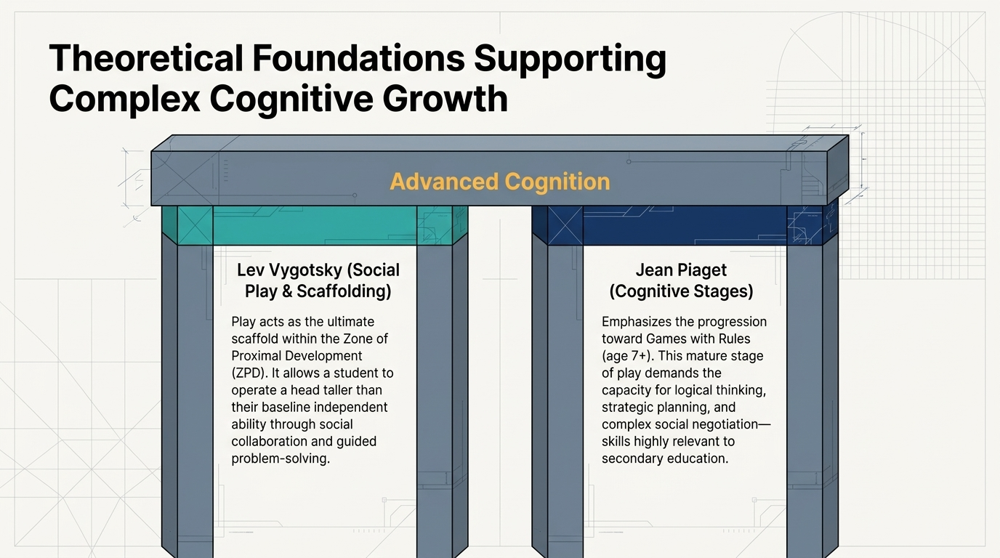 Theoretical Foundations Supporting
Complex Cognitive Growth
Advanced Cognition
Lev Vygotsky (Social
Play & Scaffolding)
Play acts as the ultimate
scaffold within the Zone of
Proximal Development
(ZPD). It allows a student to
operate a head taller than
their baseline independent
ability through social
collaboration and guided
problem-solving.
Jean Piaget
(Cognitive Stages)
Emphasizes the progression
toward Games with Rules
(age 7+). This mature stage
of play demands the
capacity for logical thinking,
strategic planning, and
complex social negotiation—
skills highly relevant to
secondary education.